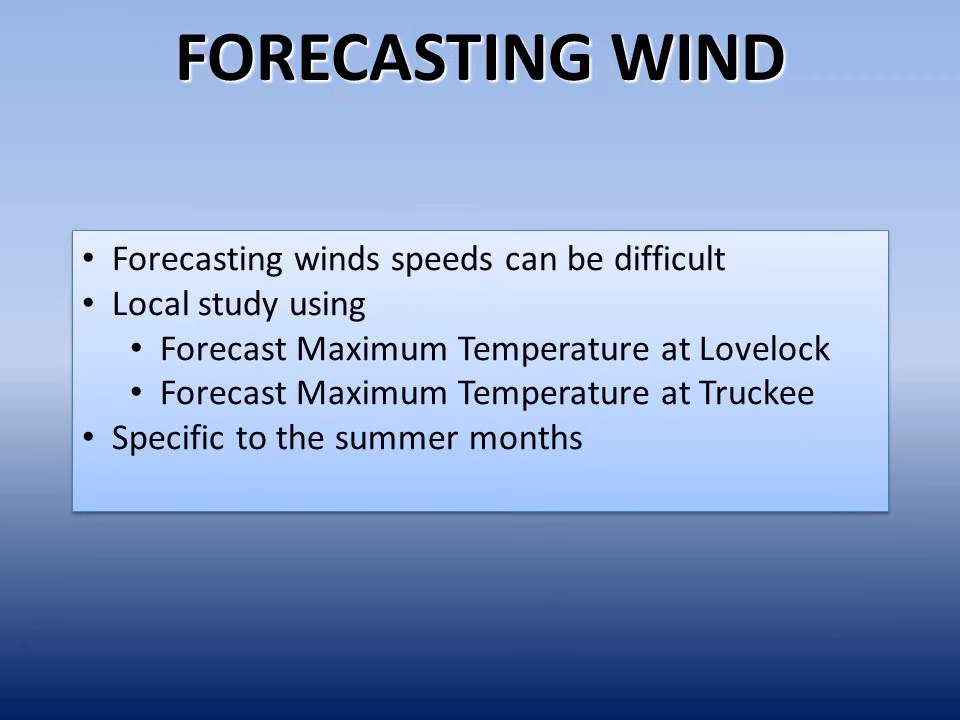 FORECASTING WIND
• Forecasting winds speeds can be difficult
• Local study using
• Forecast Maximum Temperature at Lovelock
• Forecast Maximum Temperature at Truckee
• Specific to the summer months